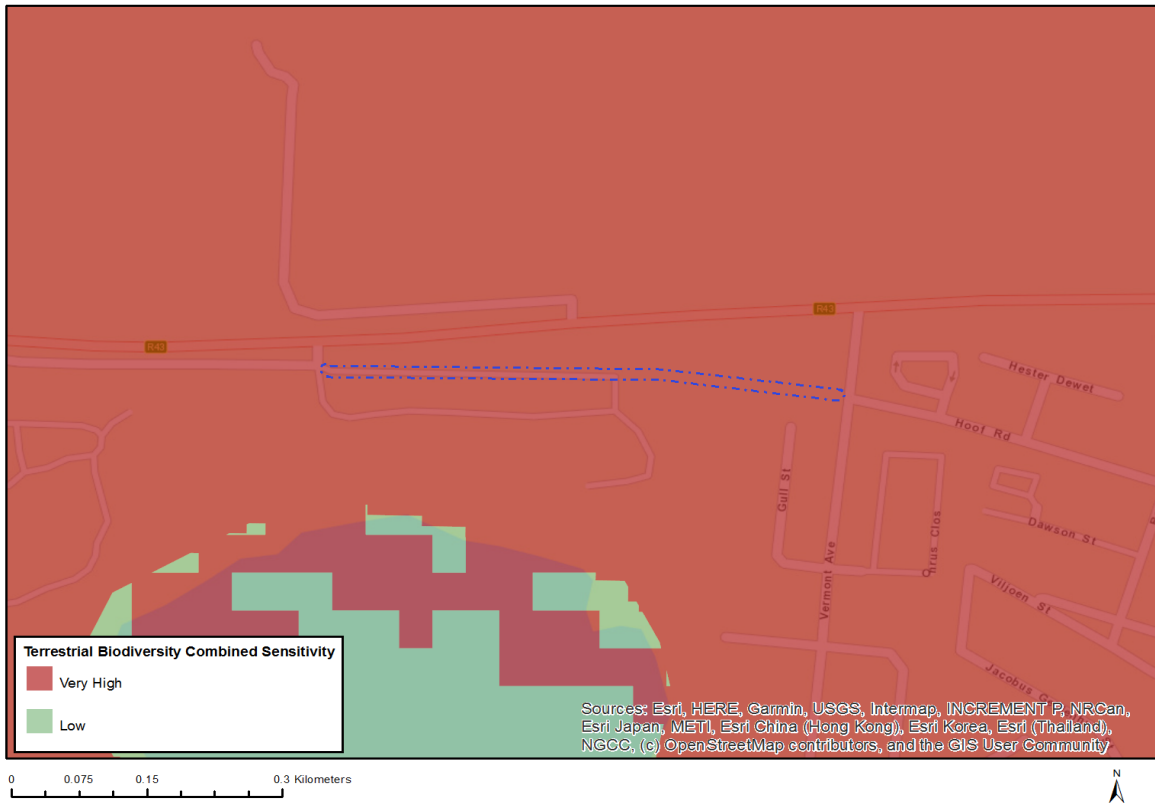 R43
R43
Hester Dewet
Hoof Rd
Gull St
Dawson St
Onrus Clos
Vermont Ave
Viljoen St
Terrestrial Biodiversity Combined Sensitivity
Very High
Low
Sources: Esri, HERE, Garmin, USGS, Intermap, INCREMENT P, NRCan,
Esri Japan, METI, Esri China (Hong Kong), Esri Korea, Esri (Thailand),
NGCC, (c) OpenStreetMap contributors, and the GIS User Community
Jacobus
0 0.075 0.15 0.3 Kilometers
N